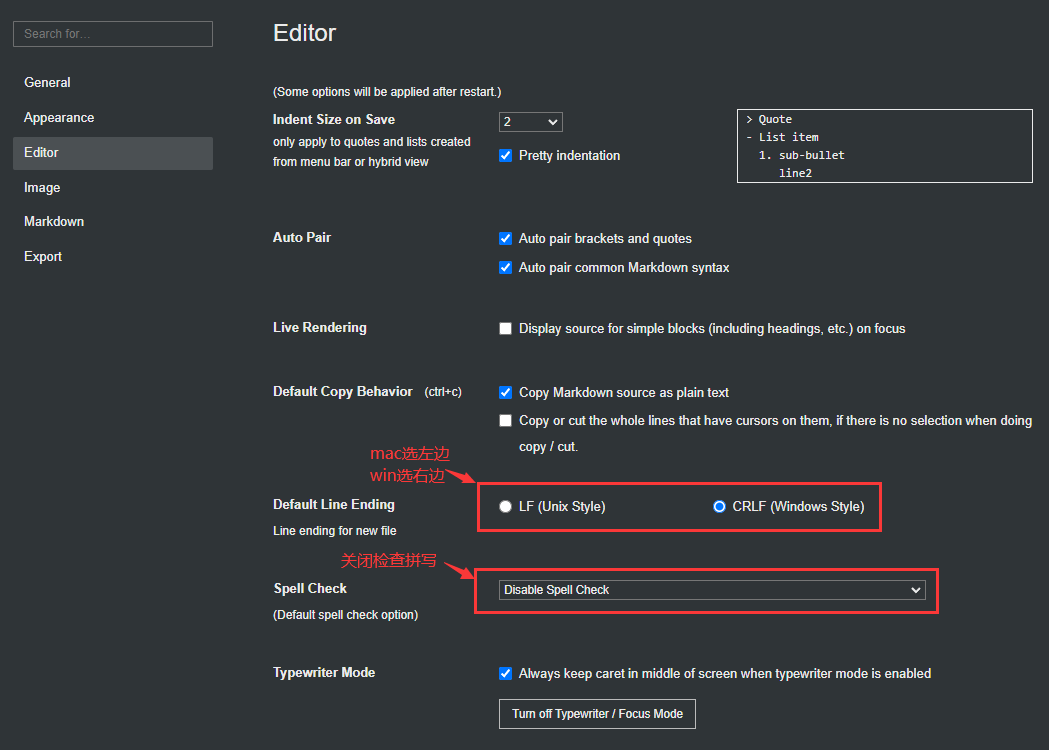 Search for...
General
Appearance
Editor
Image
Markdown
Export
Editor
(Some options will be applied after restart.)
Indent Size on Save
only apply to quotes and lists created
from menu bar or hybrid view
2
Pretty indentation
> Quote
- List item
1. sub-bullet
line2
Auto Pair
Auto pair brackets and quotes
Auto pair common Markdown syntax
Live Rendering
Display source for simple blocks (including headings, etc.) on focus
Default Copy Behavior (ctrl+c)
Copy Markdown source as plain text
Copy or cut the whole lines that have cursors on them, if there is no selection when doing
copy / cut.
mac选左边
win选右边
Default Line Ending
Line ending for new file
LF (Unix Style)
CRLF (Windows Style)
关闭检查拼写
Spell Check
(Default spell check option)
Disable Spell Check
Typewriter Mode
Always keep caret in middle of screen when typewriter mode is enabled
Turn off Typewriter / Focus Mode